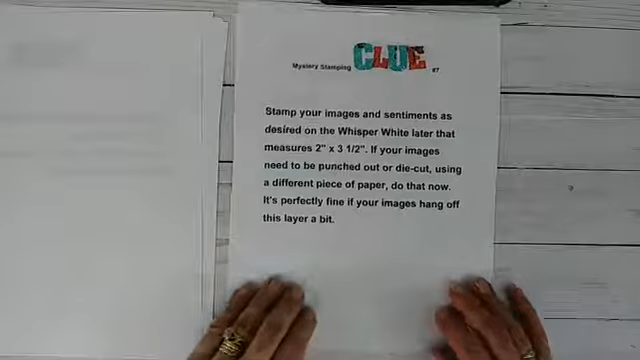 Mystery Stamping CLUE #7
Stamp your images and sentiments as
desired on the Whisper White later that
measures 2" x 3 1/2". If your images
need to be punched out or die-cut, using
a different piece of paper, do that now.
It's perfectly fine if your images hang off
this layer a bit.